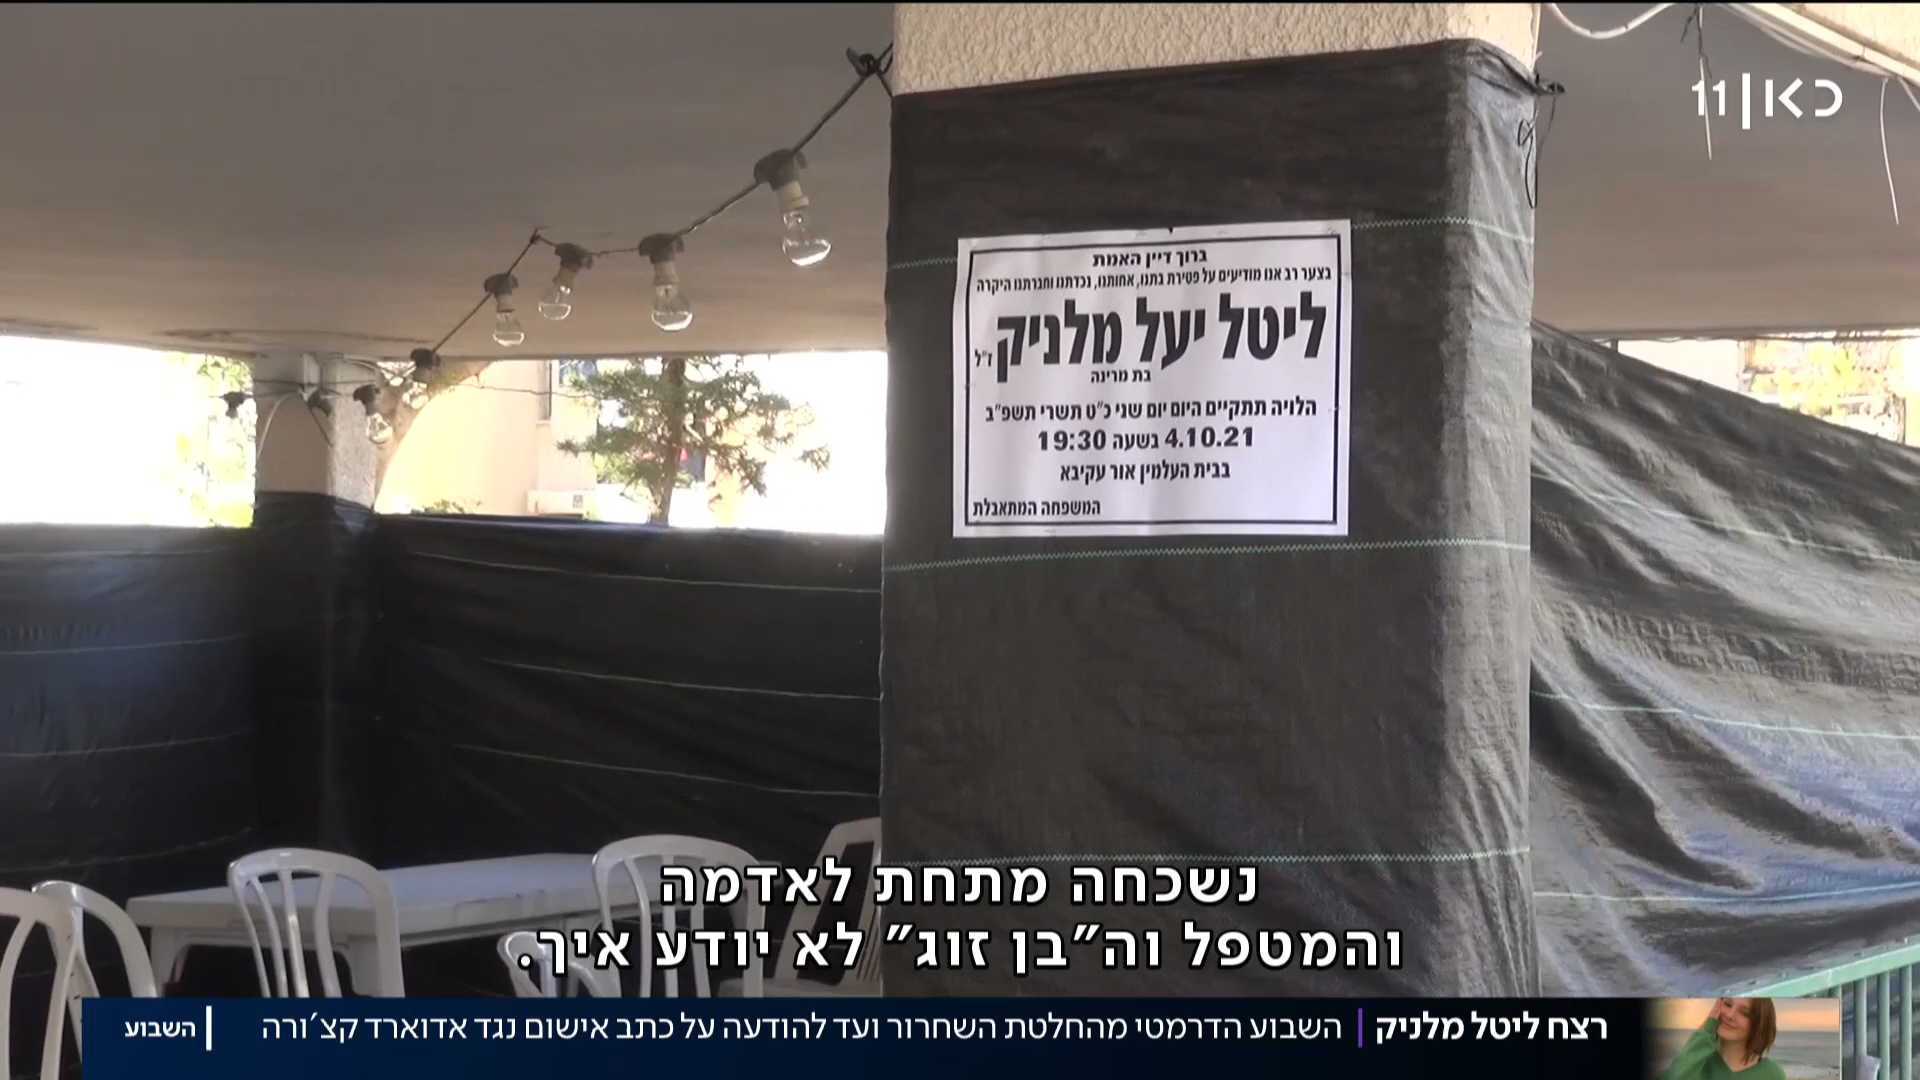 כאן 11
ברוך דיין האמת
בצער רב אנו מודיעים על פטירת בתנו, אחותנו, נכדתנו וחברתנו היקרה
ליטל יעל מלניק ז"ל
בת מרינה
הלויה תתקיים היום יום שני כ"ט תשרי תשפ"ב
4.10.21 בשעה 19:30
בבית העלמין אור עקיבא
המשפחה המתאבלת
נשכחה מתחת לאדמה
והמטפל וה"בן זוג" לא יודע איך.
רצח ליטל מלניק | השבוע הדרמטי מהחלטת השחרור ועד להודעה על כתב אישום נגד אדוארד קצ'ורה | השבוע